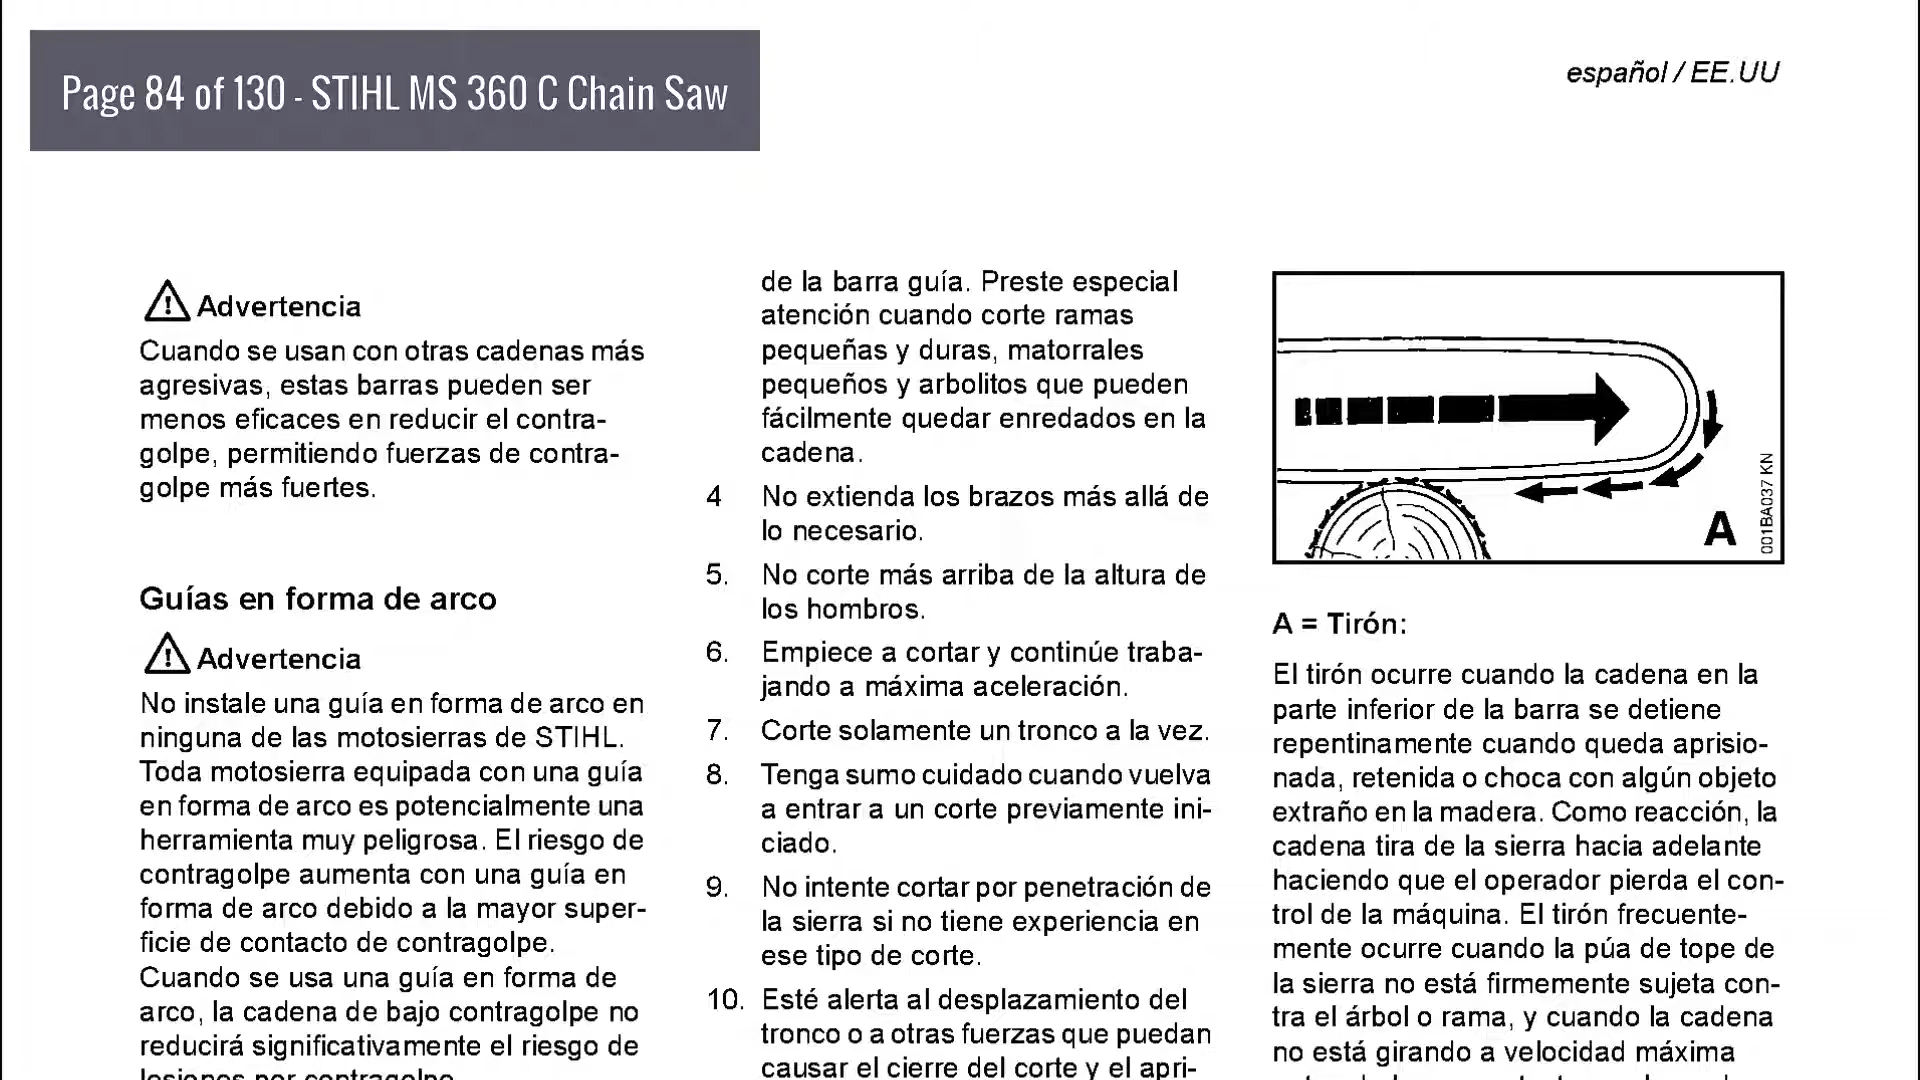 Page 84 of 130 - STIHL MS 360 C Chain Saw
español / EE.UU
Advertencia
Cuando se usan con otras cadenas más
agresivas, estas barras pueden ser
menos eficaces en reducir el contra-
golpe, permitiendo fuerzas de contra-
golpe más fuertes.
Guías en forma de arco
Advertencia
No instale una guía en forma de arco en
ninguna de las motosierras de STIHL.
Toda motosierra equipada con una guía
en forma de arco es potencialmente una
herramienta muy peligrosa. El riesgo de
contragolpe aumenta con una guía en
forma de arco debido a la mayor super-
ficie de contacto de contragolpe.
Cuando se usa una guía en forma de
arco, la cadena de bajo contragolpe no
reducirá significativamente el riesgo de
lesiones por contragolpe.
de la barra guía. Preste especial
atención cuando corte ramas
pequeñas y duras, matorrales
pequeños y arbolitos que pueden
fácilmente quedar enredados en la
cadena.
4 No extienda los brazos más allá de
lo necesario.
5. No corte más arriba de la altura de
los hombros.
6. Empiece a cortar y continúe traba-
jando a máxima aceleración.
7. Corte solamente un tronco a la vez.
8. Tenga sumo cuidado cuando vuelva
a entrar a un corte previamente ini-
ciado.
9. No intente cortar por penetración de
la sierra si no tiene experiencia en
ese tipo de corte.
10. Esté alerta al desplazamiento del
tronco o a otras fuerzas que puedan
causar el cierre del corte y el apri-
A
001BA037 KN
A = Tirón:
El tirón ocurre cuando la cadena en la
parte inferior de la barra se detiene
repentinamente cuando queda aprisio-
nada, retenida o choca con algún objeto
extraño en la madera. Como reacción, la
cadena tira de la sierra hacia adelante
haciendo que el operador pierda el con-
trol de la máquina. El tirón frecuente-
mente ocurre cuando la púa de tope de
la sierra no está firmemente sujeta con-
tra el árbol o rama, y cuando la cadena
no está girando a velocidad máxima